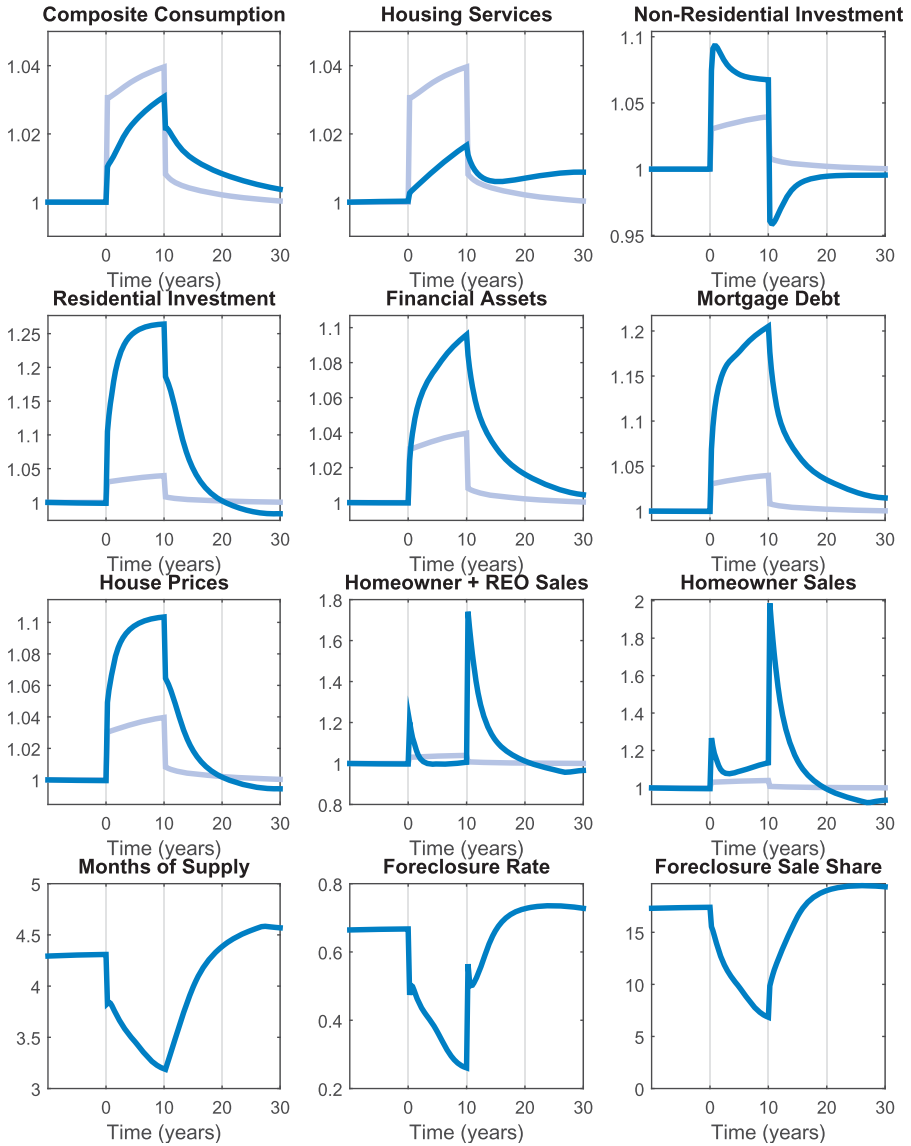 Composite Consumption
1.04
1.02
1
0 10 20 30
Time (years)
Housing Services
1.04
1.02
1
0 10 20 30
Time (years)
Non-Residential Investment
1.1
1.05
1
0.95
0 10 20 30
Time (years)
Residential Investment
1.25
1.2
1.15
1.1
1.05
1
0 10 20 30
Time (years)
Financial Assets
1.1
1.08
1.06
1.04
1.02
1
0 10 20 30
Time (years)
Mortgage Debt
1.2
1.15
1.1
1.05
1
0 10 20 30
Time (years)
House Prices
1.1
1.08
1.06
1.04
1.02
1
0 10 20 30
Time (years)
Homeowner + REO Sales
1.8
1.6
1.4
1.2
1
0.8
0 10 20 30
Time (years)
Homeowner Sales
2
1.8
1.6
1.4
1.2
1
0 10 20 30
Time (years)
Months of Supply
5
4.5
4
3.5
3
0 10 20 30
Time (years)
Foreclosure Rate
0.8
0.6
0.4
0.2
0 10 20 30
Time (years)
Foreclosure Sale Share
15
10
5
0
0 10 20 30
Time (years)